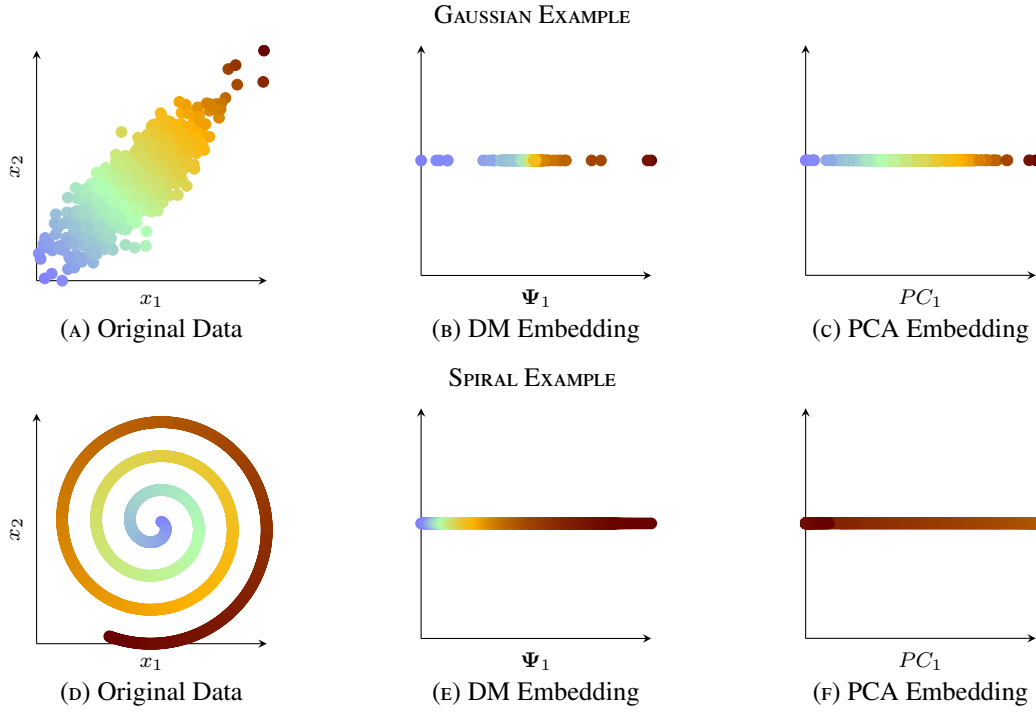 GAUSSIAN EXAMPLE
x2
x1
Ψ1
PC1
(A) Original Data
(B) DM Embedding
(C) PCA Embedding
SPIRAL EXAMPLE
x2
x1
Ψ1
PC1
(D) Original Data
(E) DM Embedding
(F) PCA Embedding